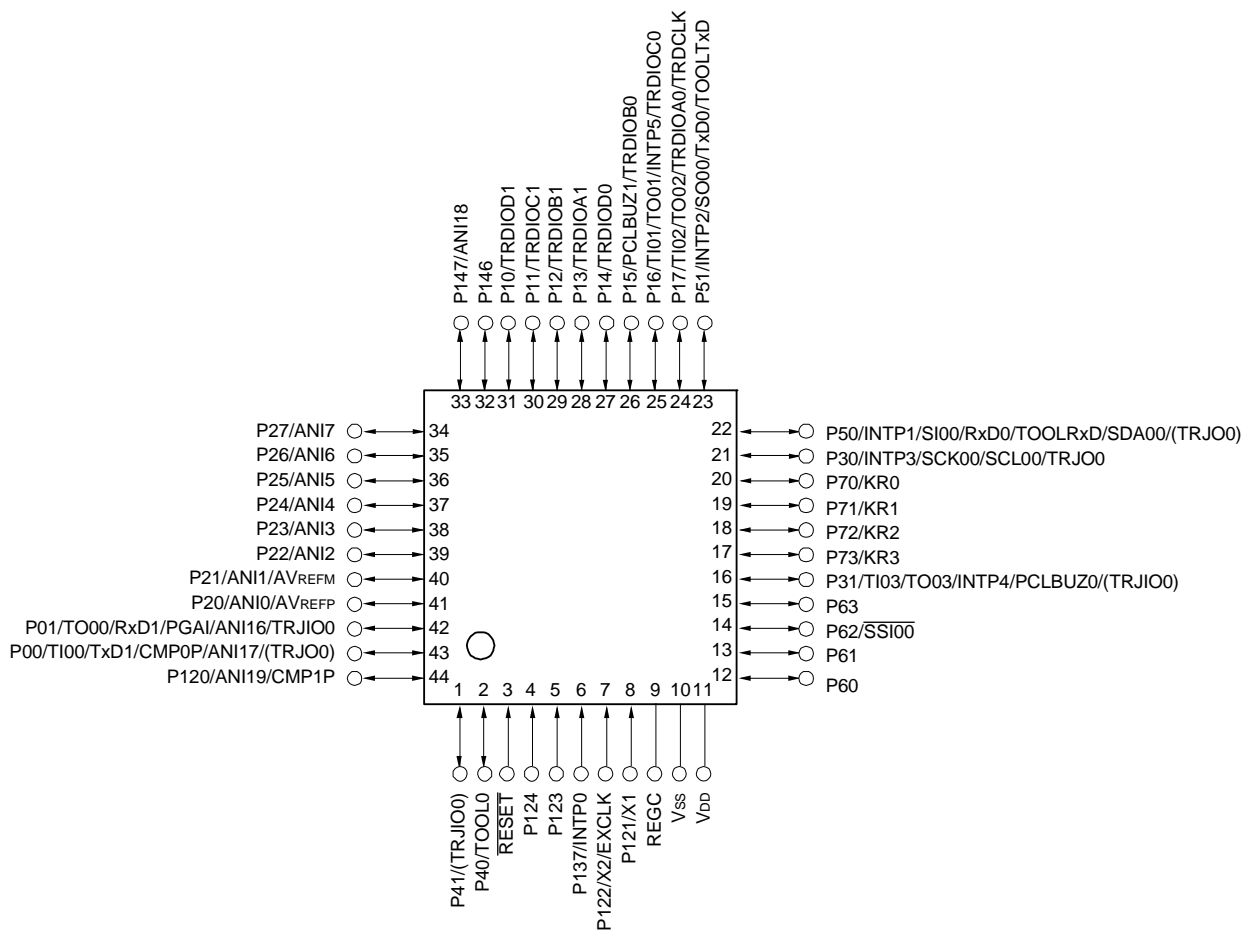 P147/ANI18
P146
P10/TRDIOD1
P11/TRDIOC1
P12/TRDIOB1
P13/TRDIOA1
P14/TRDIOD0
P15/PCLBUZ1/TRDIOB0
P16/TI01/TO01/INTP5/TRDIOC0
P17/TI02/TO02/TRDIOA0/TRDCLK
P51/INTP2/SO00/TxD0/TOOLTxD
33 32 31 30 29 28 27 26 25 24 23
P27/ANI7 34
P26/ANI6 35
P25/ANI5 36
P24/ANI4 37
P23/ANI3 38
P22/ANI2 39
P21/ANI1/AVREFM 40
P20/ANI0/AVREFP 41
P01/TO00/RxD1/PGAI/ANI16/TRJIO0 42
P00/TI00/TxD1/CMP0P/ANI17/(TRJO0) 43
P120/ANI19/CMP1P 44
22 P50/INTP1/SI00/RxD0/TOOLRxD/SDA00/(TRJO0)
21 P30/INTP3/SCK00/SCL00/TRJO0
20 P70/KR0
19 P71/KR1
18 P72/KR2
17 P73/KR3
16 P31/TI03/TO03/INTP4/PCLBUZ0/(TRJIO0)
15 P63
14 P62/SSI00
13 P61
12 P60
1 2 3 4 5 6 7 8 9 10 11
P41/(TRJIO0)
P40/TOOL0
RESET
P124
P123
P137/INTP0
P122/X2/EXCLK
P121/X1
REGC
VSS
VDD